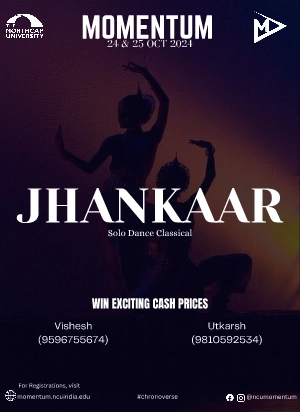 THE
NORTHCAP
UNIVERSITY
MOMENTUM
24 & 25 OCT 2024
JHANKAAR
Solo Dance Classical
WIN EXCITING CASH PRICES
Vishesh
(9596755674)
Utkarsh
(9810592534)
For Registrations, visit
momentum.ncuindia.edu
#chronoverse
@ncumomentum